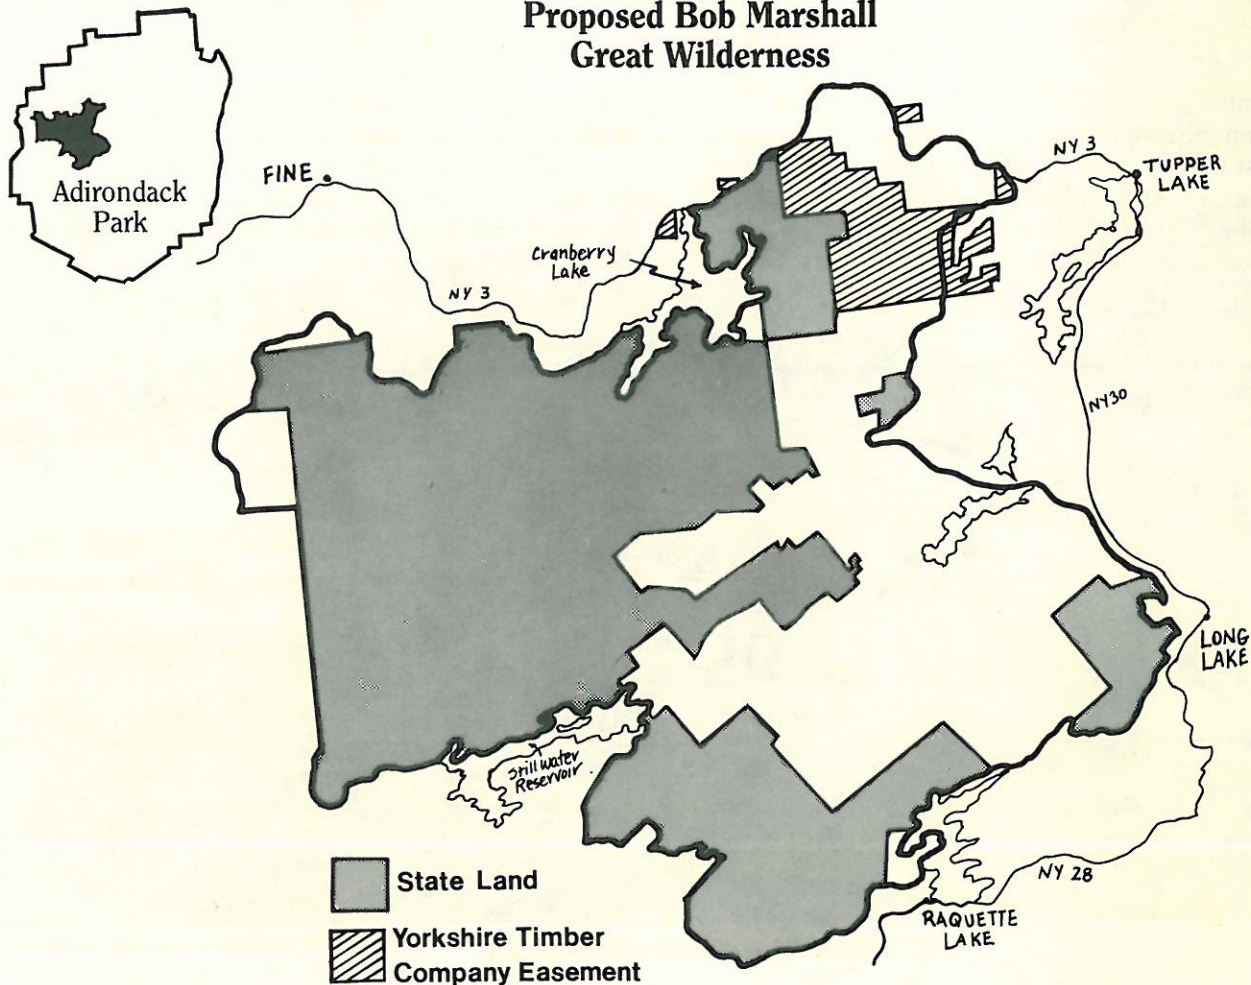 Proposed Bob Marshall
Great Wilderness
Adirondack
Park
FINE
NY 3
TUPPER
LAKE
Cranberry
Lake
NY 3
NY30
LONG
LAKE
Stillwater
Reservoir
State Land
NY 28
RAQUETTE
LAKE
Yorkshire Timber
Company Easement